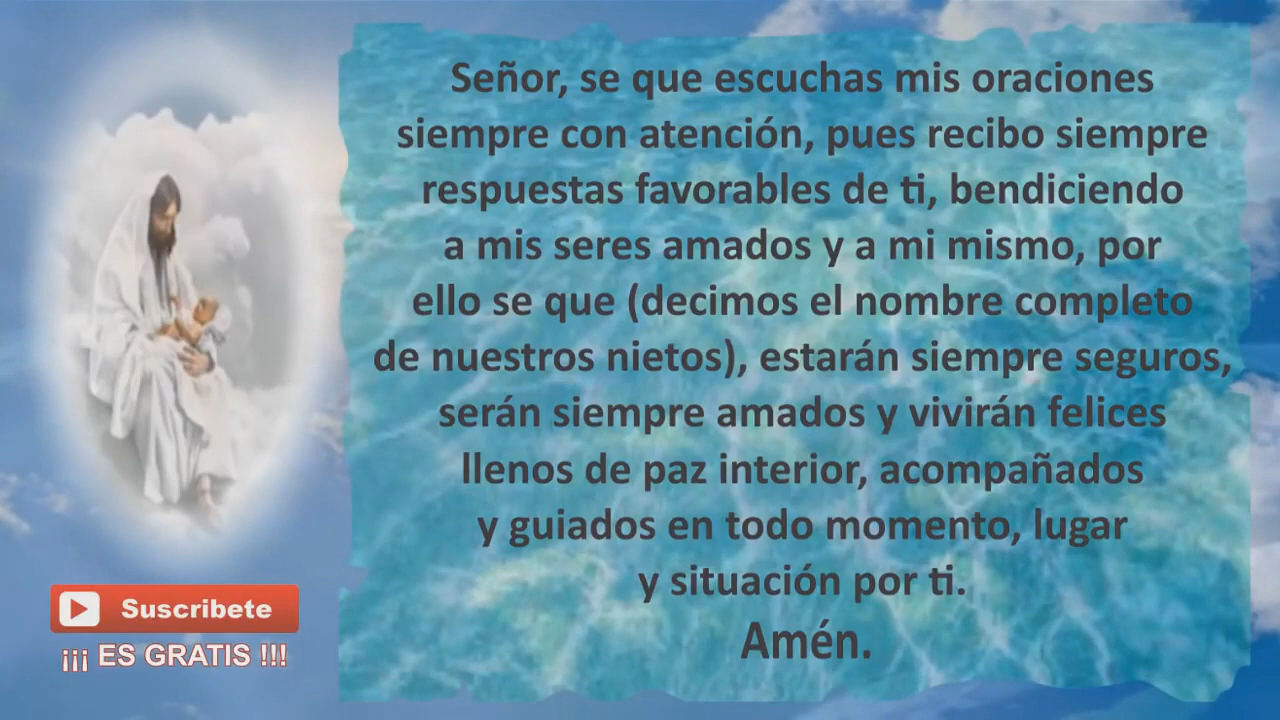 Señor, se que escuchas mis oraciones
siempre con atención, pues recibo siempre
respuestas favorables de ti, bendiciendo
a mis seres amados y a mi mismo, por
ello se que (decimos el nombre completo
de nuestros nietos), estarán siempre seguros,
serán siempre amados y vivirán felices
llenos de paz interior, acompañados
y guiados en todo momento, lugar
y situación por ti.
Amén.
Suscribete
¡¡¡ ES GRATIS !!!